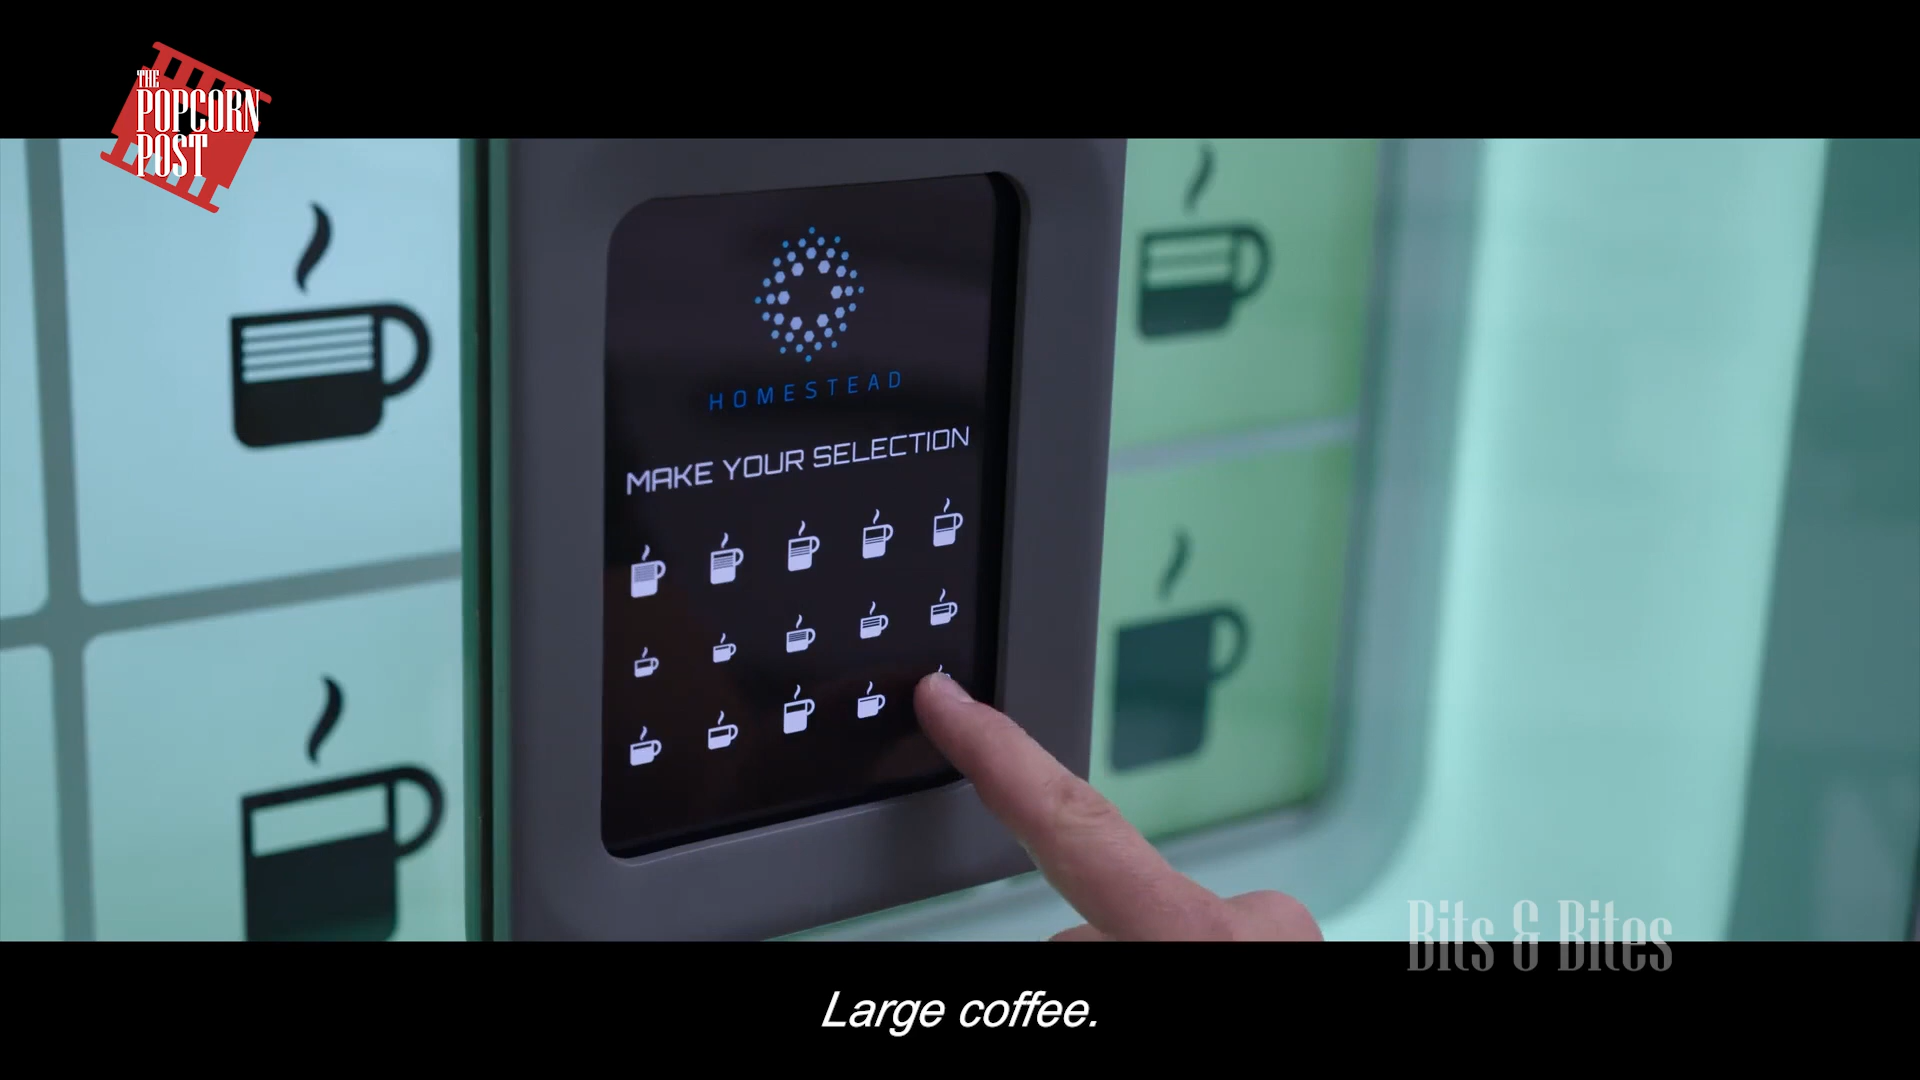 THE
POPCORN
POST
HOMESTEAD
MAKE YOUR SELECTION
Bits & Bites
Large coffee.